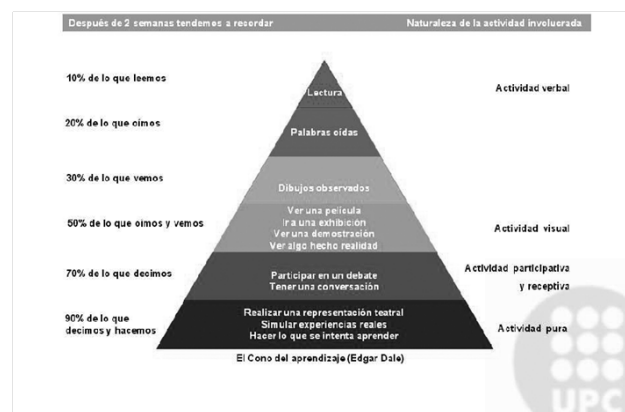 Después de 2 semanas tendemos a recordar
Naturaleza de la actividad involucrada
10% de lo que leemos
Lectura
Actividad verbal
20% de lo que oímos
Palabras oídas
30% de lo que vemos
Dibujos observados
50% de lo que oímos y vemos
Ver una película
Ir a una exhibición
Ver una demostración
Ver algo hecho realidad
Actividad visual
70% de lo que decimos
Participar en un debate
Tener una conversación
Actividad participativa
y receptiva
90% de lo que
decimos y hacemos
Realizar una representación teatral
Simular experiencias reales
Hacer lo que se intenta aprender
Actividad pura
El Cono del aprendizaje (Edgar Dale)
UPC